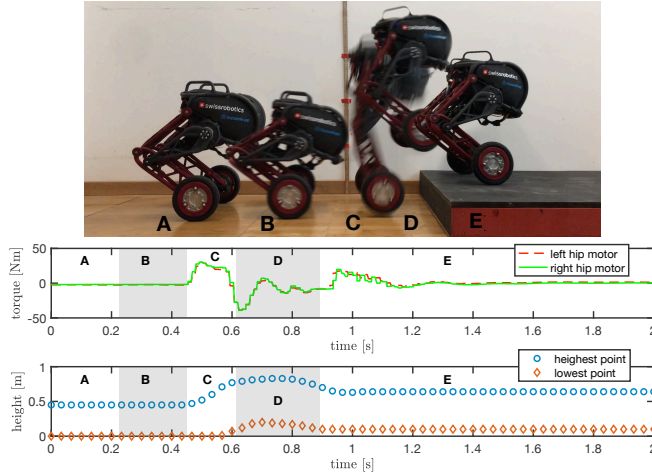 swissrobotics
swissrobotics
swissrobotics
swissrobotics
A B C D E
50
0
-50
torque [Nm]
A B C D E
left hip motor
right hip motor
0 0.2 0.4 0.6 0.8 1 1.2 1.4 1.6 1.8 2
time [s]
1
0.5
0
height [m]
A B C D E
heighest point
lowest point
0 0.2 0.4 0.6 0.8 1 1.2 1.4 1.6 1.8 2
time [s]